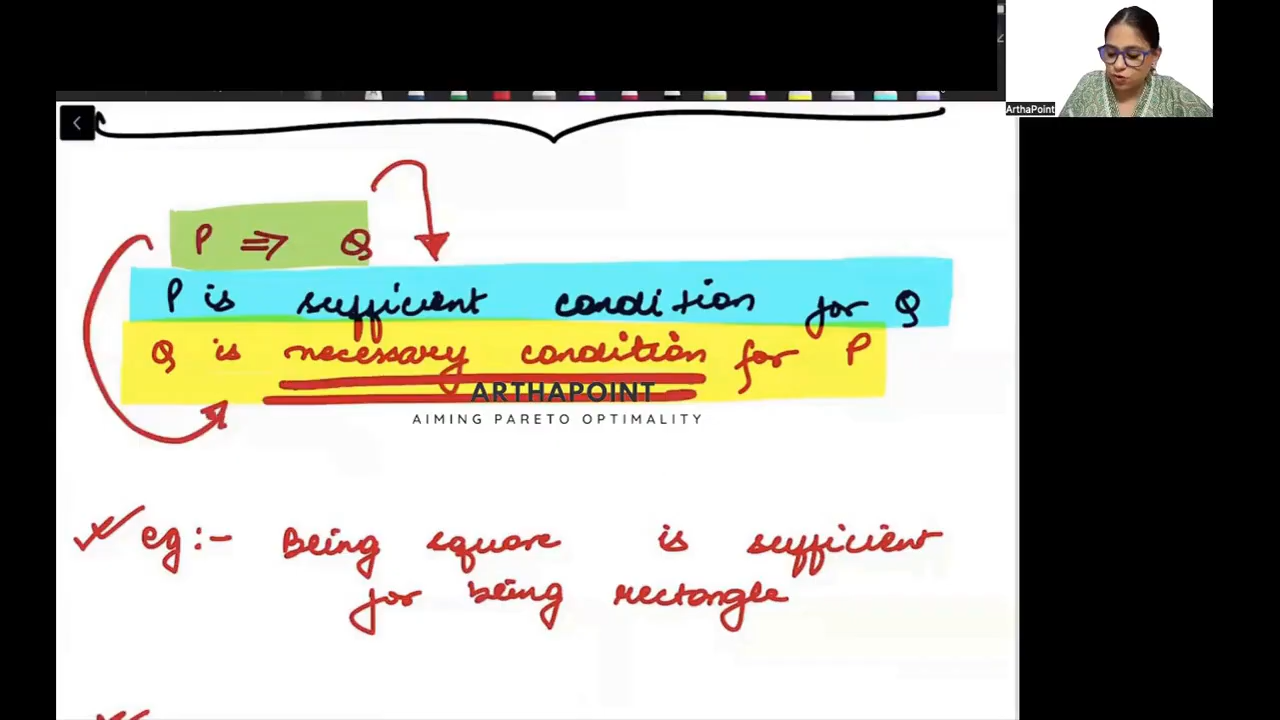 ArthaPoint
P ⇒ Q
P is sufficient condition for Q
Q is necessary condition for P
ARTHAPOINT
AIMING PARETO OPTIMALITY
eg:- Being square is sufficient
for being rectangle